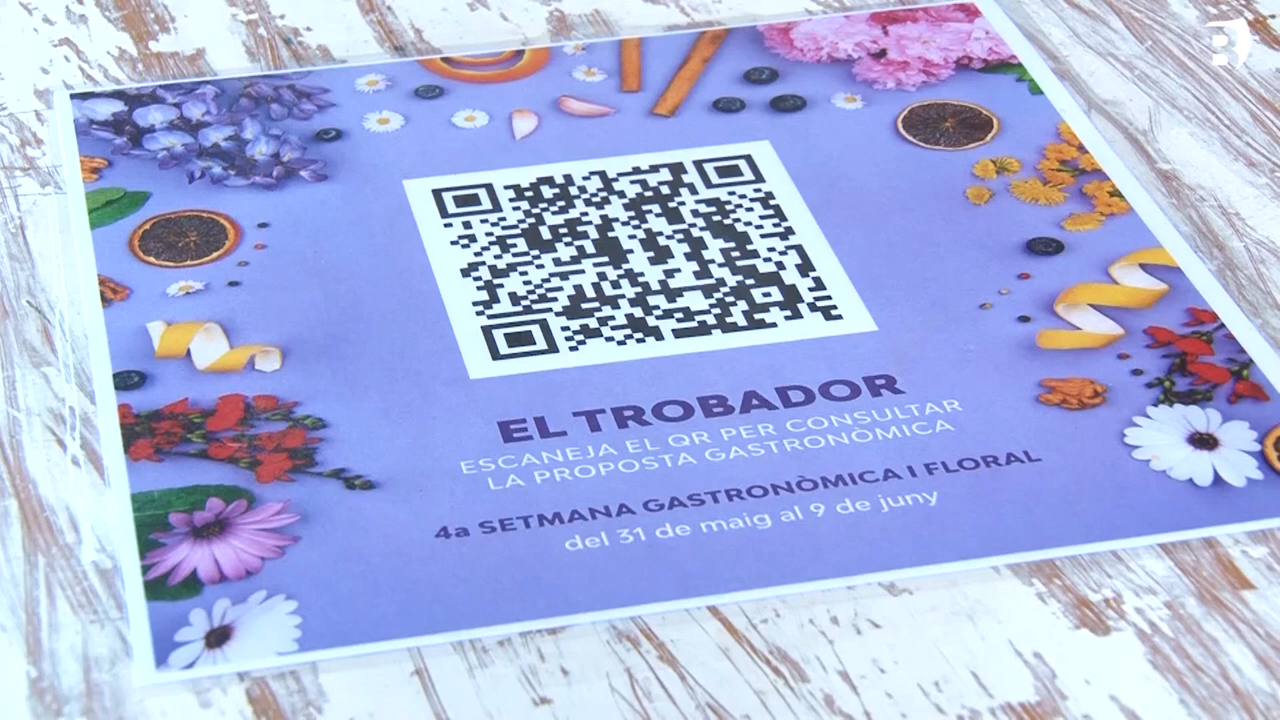 EL TROBADOR
ESCANEJA EL QR PER CONSULTAR
LA PROPOSTA GASTRONÒMICA
4a SETMANA GASTRONÒMICA I FLORAL
del 31 de maig al 9 de juny
B